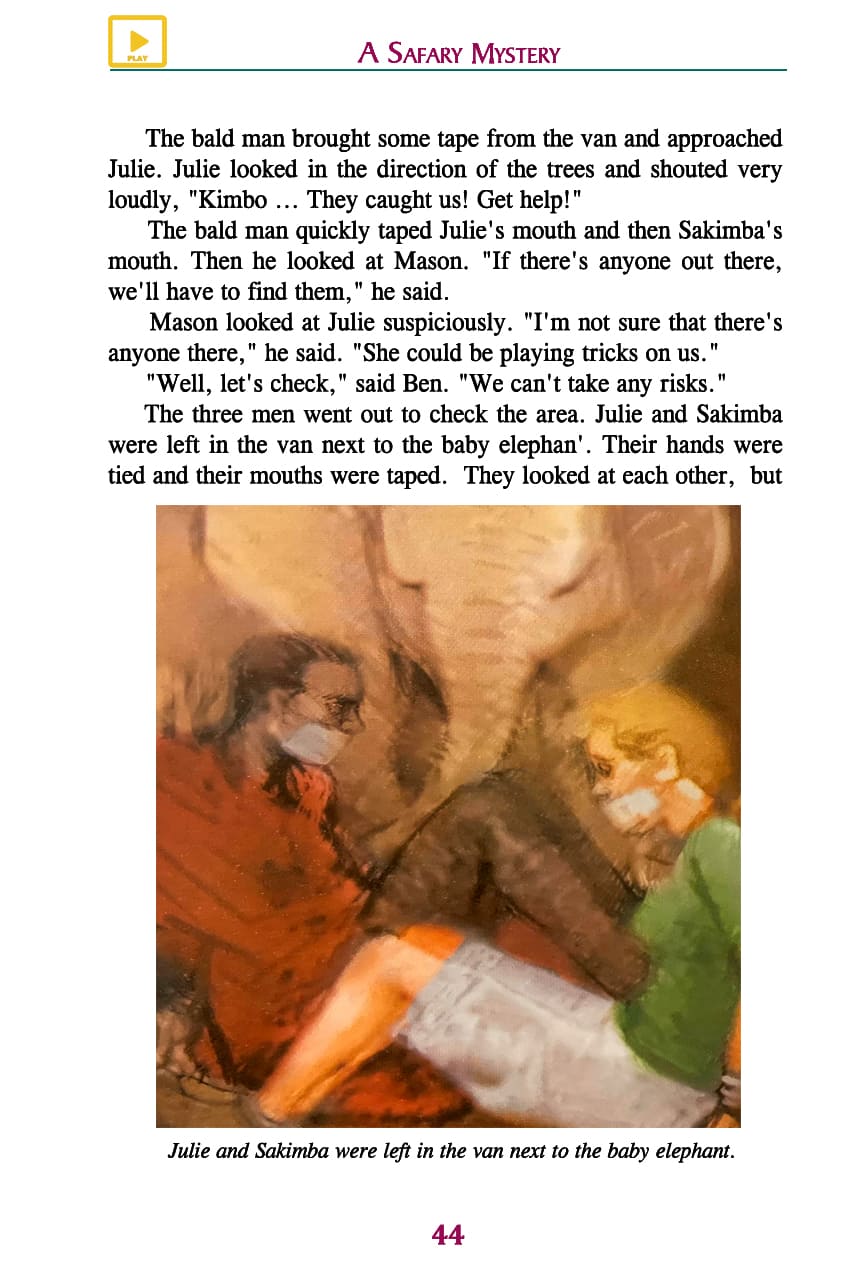 PLAY
A SAFARY MYSTERY
The bald man brought some tape from the van and approached
Julie. Julie looked in the direction of the trees and shouted very
loudly, "Kimbo ... They caught us! Get help!"
The bald man quickly taped Julie's mouth and then Sakimba's
mouth. Then he looked at Mason. "If there's anyone out there,
we'll have to find them," he said.
Mason looked at Julie suspiciously. "I'm not sure that there's
anyone there," he said. "She could be playing tricks on us."
"Well, let's check," said Ben. "We can't take any risks."
The three men went out to check the area. Julie and Sakimba
were left in the van next to the baby elephan'. Their hands were
tied and their mouths were taped. They looked at each other, but
Julie and Sakimba were left in the van next to the baby elephant.
44